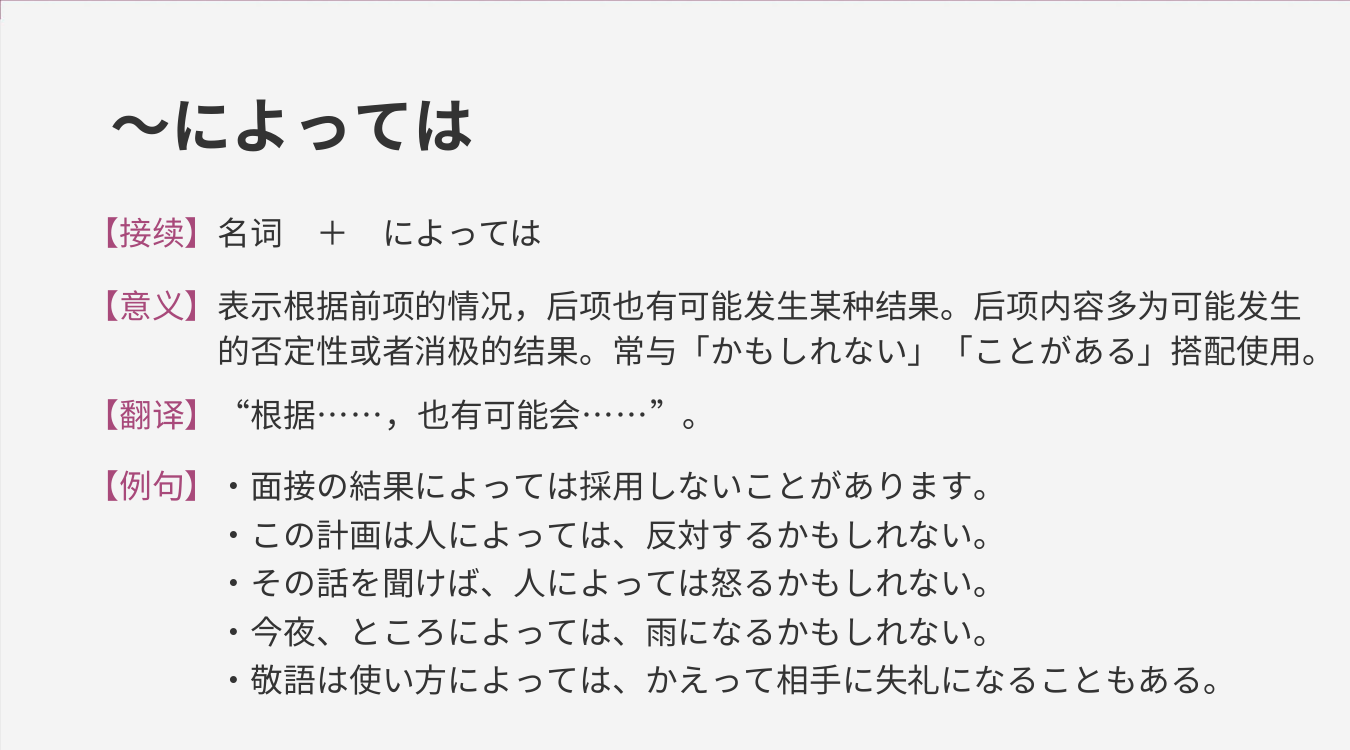 ～によっては
【接续】名词　＋　によっては
【意义】表示根据前项的情况，后项也有可能发生某种结果。后项内容多为可能发生
的否定性或者消极的结果。常与「かもしれない」「ことがある」搭配使用。
【翻译】“根据……，也有可能会……”。
【例句】・面接の結果によっては採用しないことがあります。
・この計画は人によっては、反対するかもしれない。
・その話を聞けば、人によっては怒るかもしれない。
・今夜、ところによっては、雨になるかもしれない。
・敬語は使い方によっては、かえって相手に失礼になることもある。